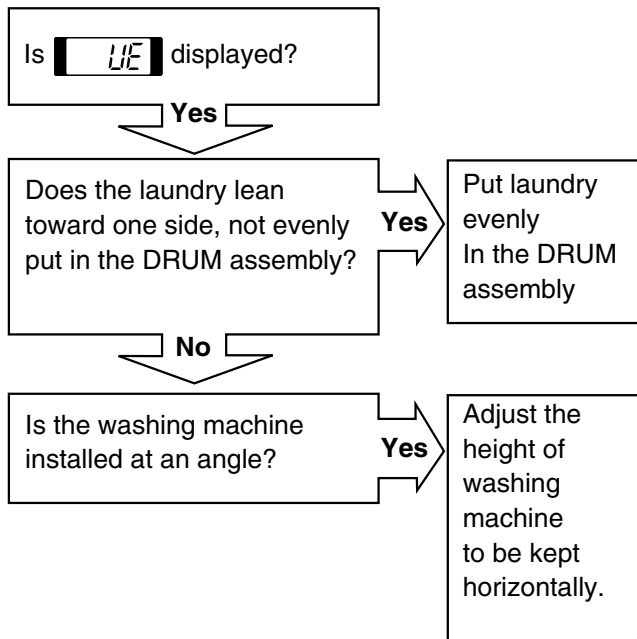 Is UE displayed?
Yes
Does the laundry lean
toward one side, not evenly
put in the DRUM assembly?
Yes
Put laundry
evenly
In the DRUM
assembly
No
Is the washing machine
installed at an angle?
Yes
Adjust the
height of
washing
machine
to be kept
horizontally.